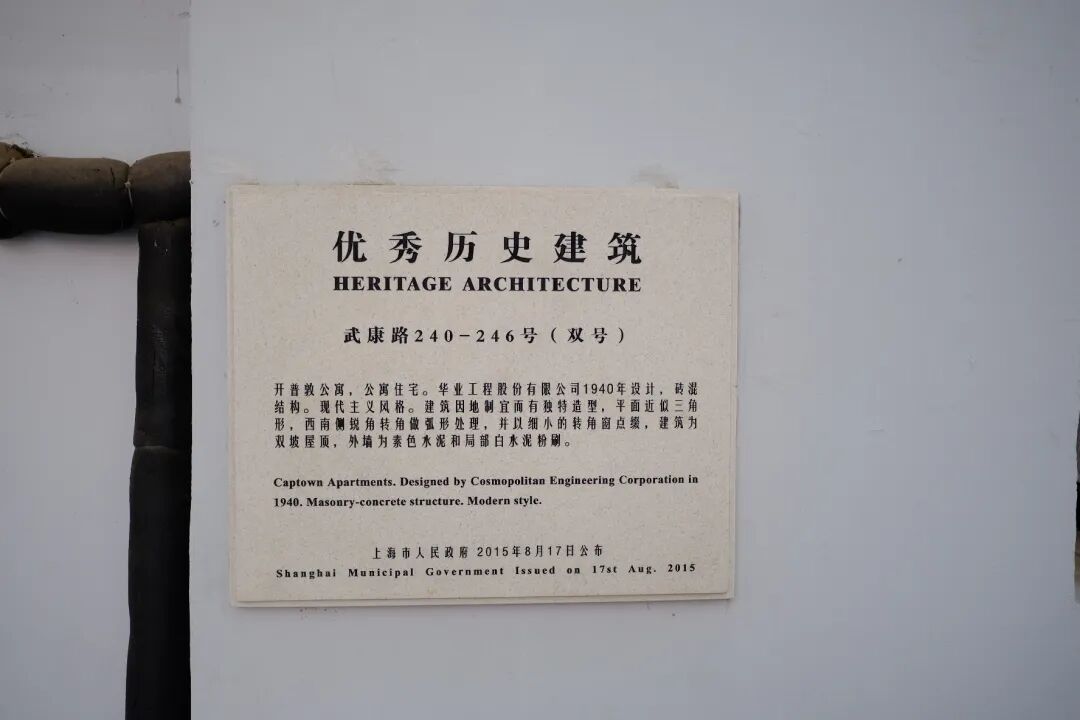 优秀历史建筑
HERITAGE ARCHITECTURE
武康路240-246号（双号）
开普敦公寓，公寓住宅。华业工程股份有限公司1940年设计，砖混
结构。现代主义风格。建筑因地制宜而有独特造型，平面近似三角
形，西南侧锐角转角做弧形处理，并以细小的转角窗点缀，建筑为
双坡屋顶，外墙为素色水泥和局部白水泥粉刷。
Captown Apartments. Designed by Cosmopolitan Engineering Corporation in
1940. Masonry-concrete structure. Modern style.
上海市人民政府 2015年8月17日公布
Shanghai Municipal Government Issued on 17st Aug. 2015